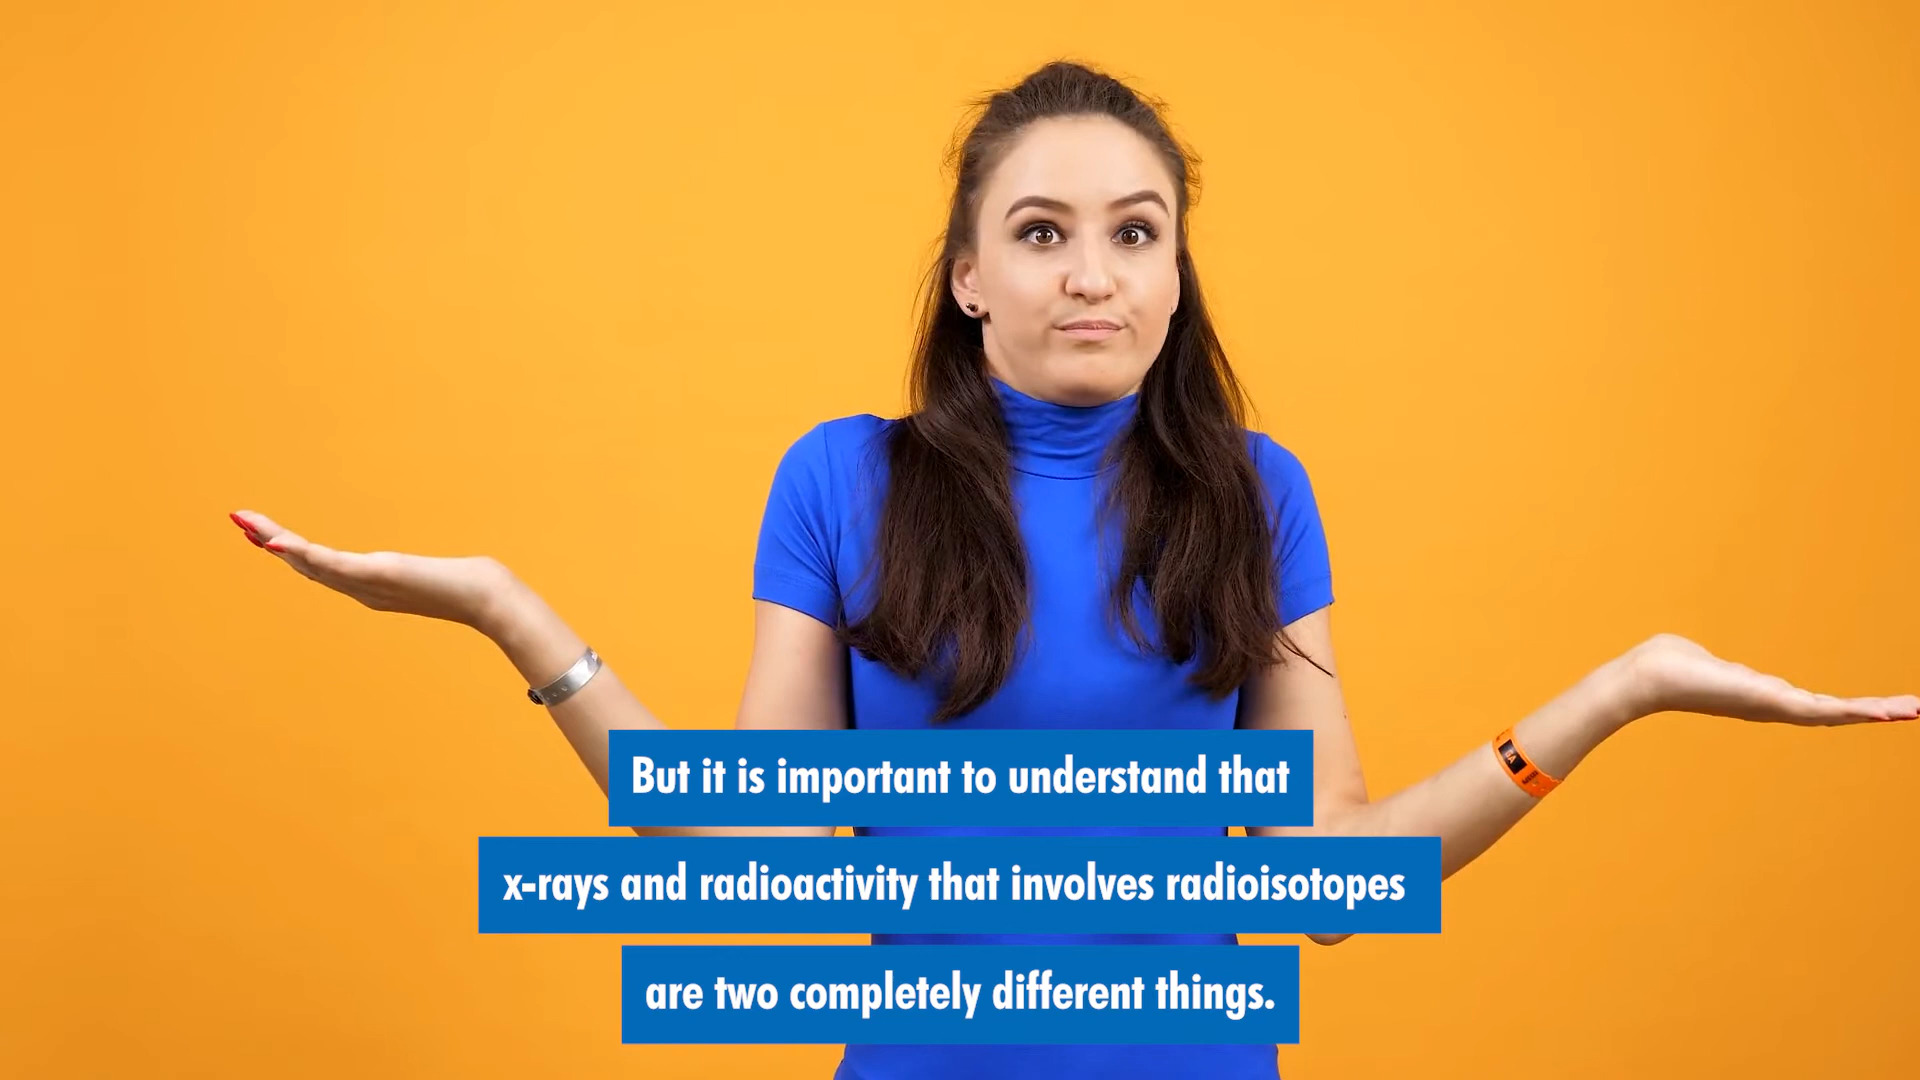 But it is important to understand that
x-rays and radioactivity that involves radioisotopes
are two completely different things.